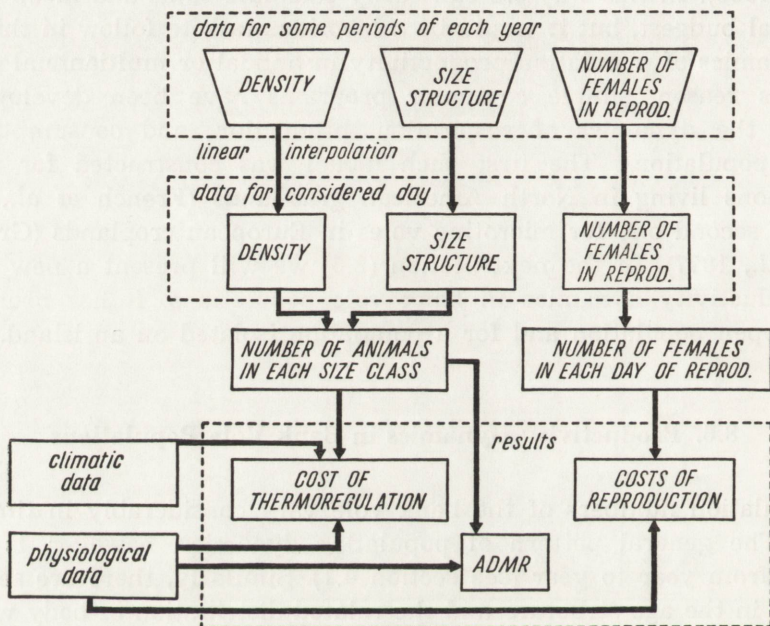 data for some periods of each year
DENSITY
SIZE
STRUCTURE
NUMBER OF
FEMALES
IN REPROD.
linear interpolation
data for considered day
DENSITY
SIZE
STRUCTURE
NUMBER OF
FEMALES
IN REPROD.
NUMBER OF ANIMALS
IN EACH SIZE CLASS
NUMBER OF FEMALES
IN EACH DAY OF REPROD.
results
climatic
data
COST OF
THERMOREGULATION
COSTS OF
REPRODUCTION
physiological
data
ADMR